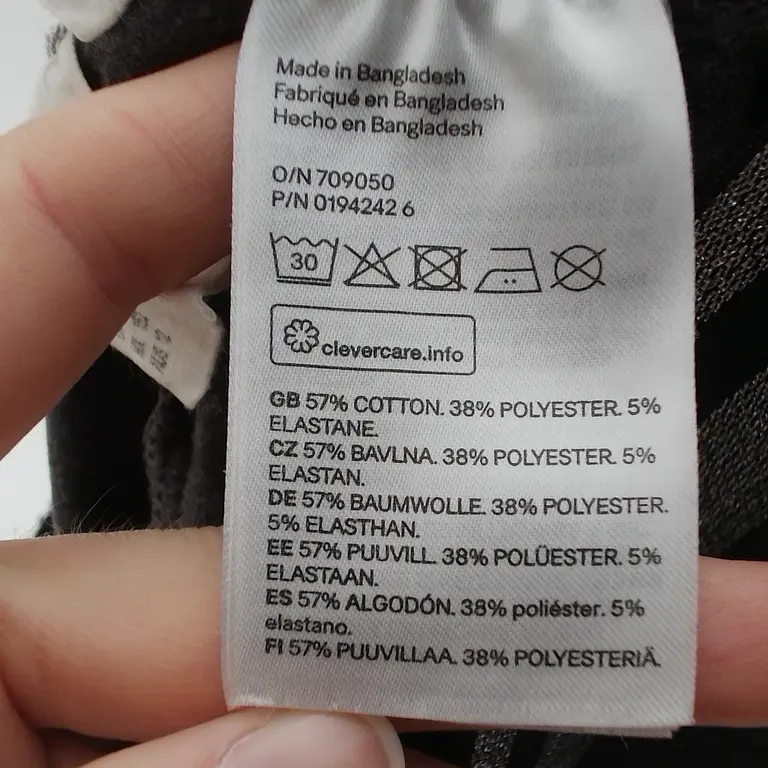 Made in Bangladesh
Fabriqué en Bangladesh
Hecho en Bangladesh
O/N 709050
P/N 0194242 6
30
clevercare.info
GB 57% COTTON. 38% POLYESTER. 5%
ELASTANE.
CZ 57% BAVLNA. 38% POLYESTER. 5%
ELASTAN.
DE 57% BAUMWOLLE. 38% POLYESTER.
5% ELASTHAN.
EE 57% PUUVILL. 38% POLÜESTER. 5%
ELASTAAN.
ES 57% ALGODÓN. 38% poliéster. 5%
elastano.
FI 57% PUUVILLAA. 38% POLYESTERIÄ.